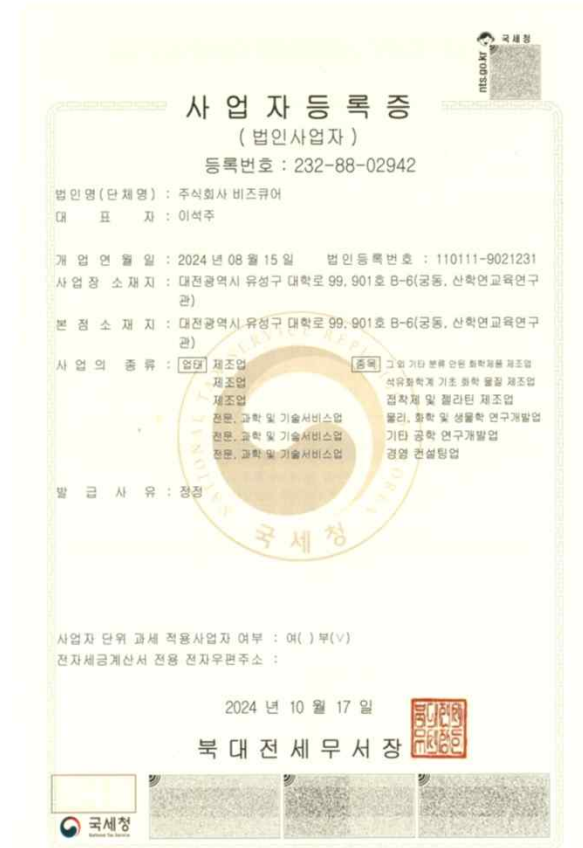 국세청
nts.go.kr
사업자등록증
( 법인사업자 )
등록번호 : 232-88-02942
법인명(단체명) : 주식회사 비즈큐어
대 표 자 : 이석주
개 업 연 월 일 : 2024 년 08 월 15 일 법인등록번호 : 110111-9021231
사업장 소재지 : 대전광역시 유성구 대학로 99, 901호 B-6(궁동, 산학연교육연구
관)
본 점 소 재 지 : 대전광역시 유성구 대학로 99, 901호 B-6(궁동, 산학연교육연구
관)
사 업 의 종 류 : 업태 제조업 종목 그 외 기타 분류 안된 화학제품 제조업
제조업 석유화학계 기초 화학 물질 제조업
제조업 접착제 및 젤라틴 제조업
전문, 과학 및 기술서비스업 물리, 화학 및 생물학 연구개발업
전문, 과학 및 기술서비스업 기타 공학 연구개발업
전문, 과학 및 기술서비스업 경영 컨설팅업
발 급 사 유 : 정정
NATIONAL TAX SERVICE REPUBLIC OF KOREA
국세청
사업자 단위 과세 적용사업자 여부 : 여( ) 부(∨)
전자세금계산서 전용 전자우편주소 :
2024 년 10 월 17 일
북대전세무서장
국세청
National Tax Service